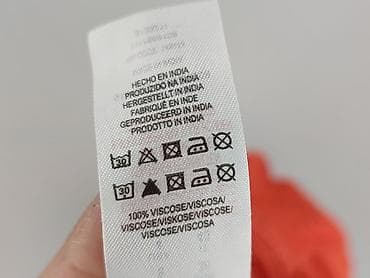 HECHO EN INDIA
PRODUZIDO NA INDIA
HERGESTELLT IN INDIA
FABRIQUÉ EN INDE
GEPRODUCEERD IN INDIA
PRODOTTO IN INDIA
30
30
100% VISCOSE/VISCOSA/
VISCOSE/VISKOSE/VISCOSE/
VISCOSE/VISCOSA